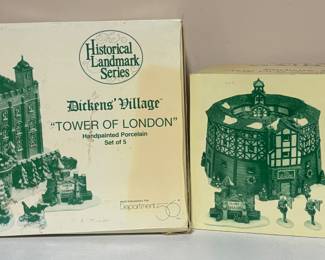 Historical
Landmark
Series
Dickens' Village
"TOWER OF LONDON"
Handpainted Porcelain
Set of 5
Department 56